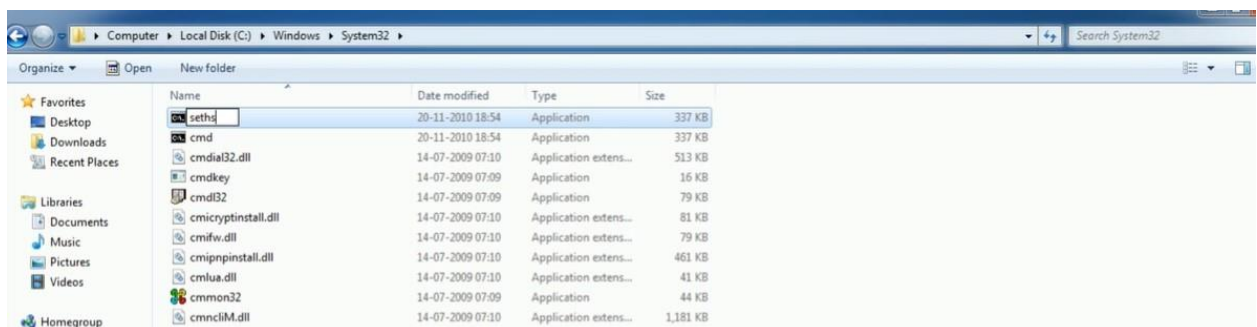 Computer ▸ Local Disk (C:) ▸ Windows ▸ System32 ▸
Search System32
Organize ▾ Open New folder
Favorites
Desktop
Downloads
Recent Places
Libraries
Documents
Music
Pictures
Videos
Homegroup
Name Date modified Type Size
seths 20-11-2010 18:54 Application 337 KB
cmd 20-11-2010 18:54 Application 337 KB
cmdial32.dll 14-07-2009 07:10 Application extens... 513 KB
cmdkey 14-07-2009 07:09 Application 16 KB
cmdl32 14-07-2009 07:09 Application 79 KB
cmicryptinstall.dll 14-07-2009 07:10 Application extens... 81 KB
cmifw.dll 14-07-2009 07:10 Application extens... 79 KB
cmipnpinstall.dll 14-07-2009 07:10 Application extens... 461 KB
cmlua.dll 14-07-2009 07:10 Application extens... 41 KB
cmmon32 14-07-2009 07:09 Application 44 KB
cmncliM.dll 14-07-2009 07:10 Application extens... 1,181 KB